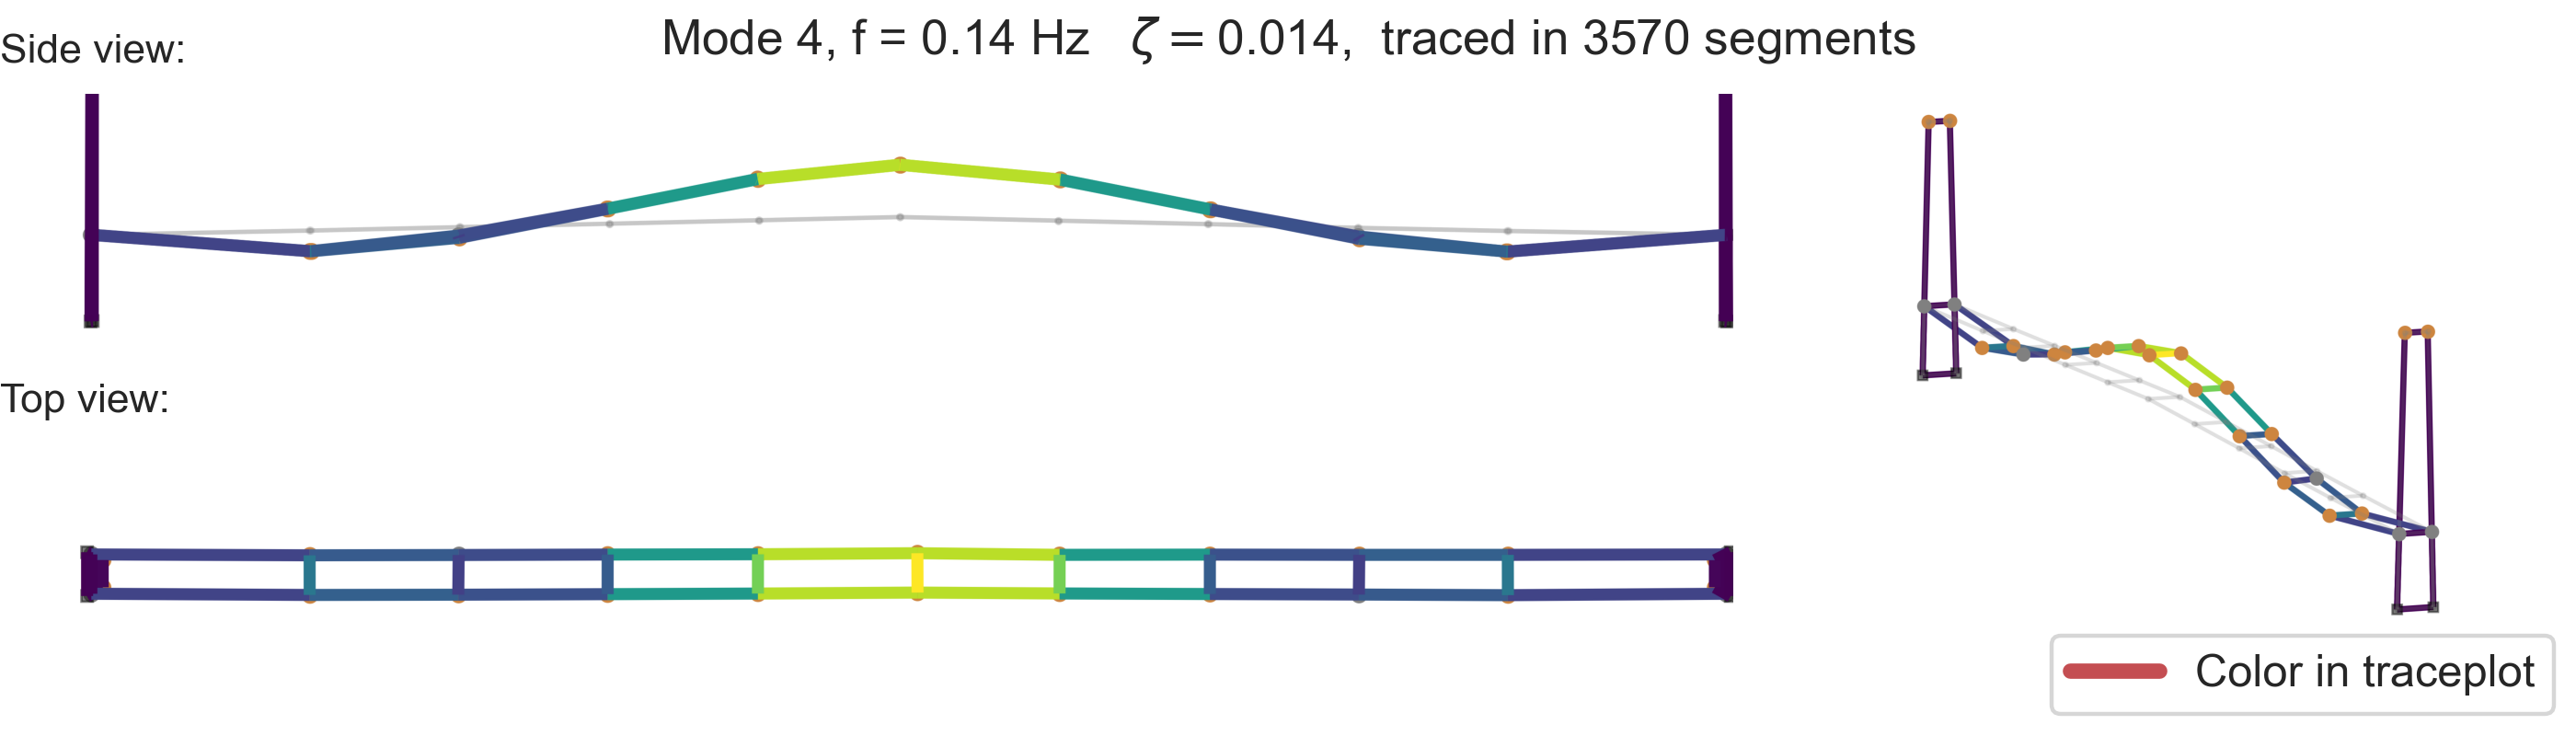 Mode 4, f = 0.14 Hz ζ = 0.014, traced in 3570 segments
Side view:
Top view:
Color in traceplot